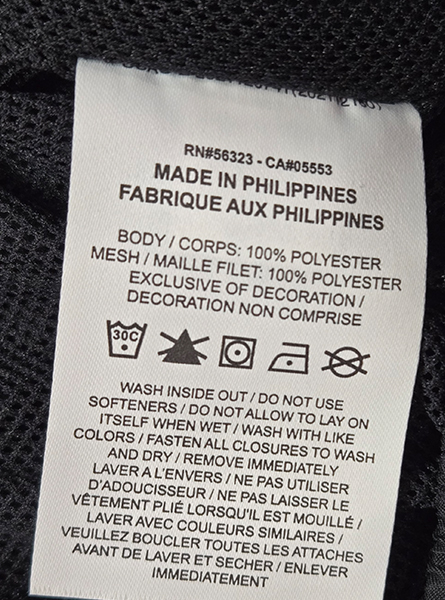 RN#56323 - CA#05553
MADE IN PHILIPPINES
FABRIQUE AUX PHILIPPINES
BODY / CORPS: 100% POLYESTER
MESH / MAILLE FILET: 100% POLYESTER
EXCLUSIVE OF DECORATION /
DECORATION NON COMPRISE
30C
WASH INSIDE OUT / DO NOT USE
SOFTENERS / DO NOT ALLOW TO LAY ON
ITSELF WHEN WET / WASH WITH LIKE
COLORS / FASTEN ALL CLOSURES TO WASH
AND DRY / REMOVE IMMEDIATELY
LAVER A L'ENVERS / NE PAS UTILISER
D'ADOUCISSEUR / NE PAS LAISSER LE
VÊTEMENT PLIÉ LORSQU'IL EST MOUILLÉ /
LAVER AVEC COULEURS SIMILAIRES /
VEUILLEZ BOUCLER TOUTES LES ATTACHES
AVANT DE LAVER ET SECHER / ENLEVER
IMMEDIATEMENT